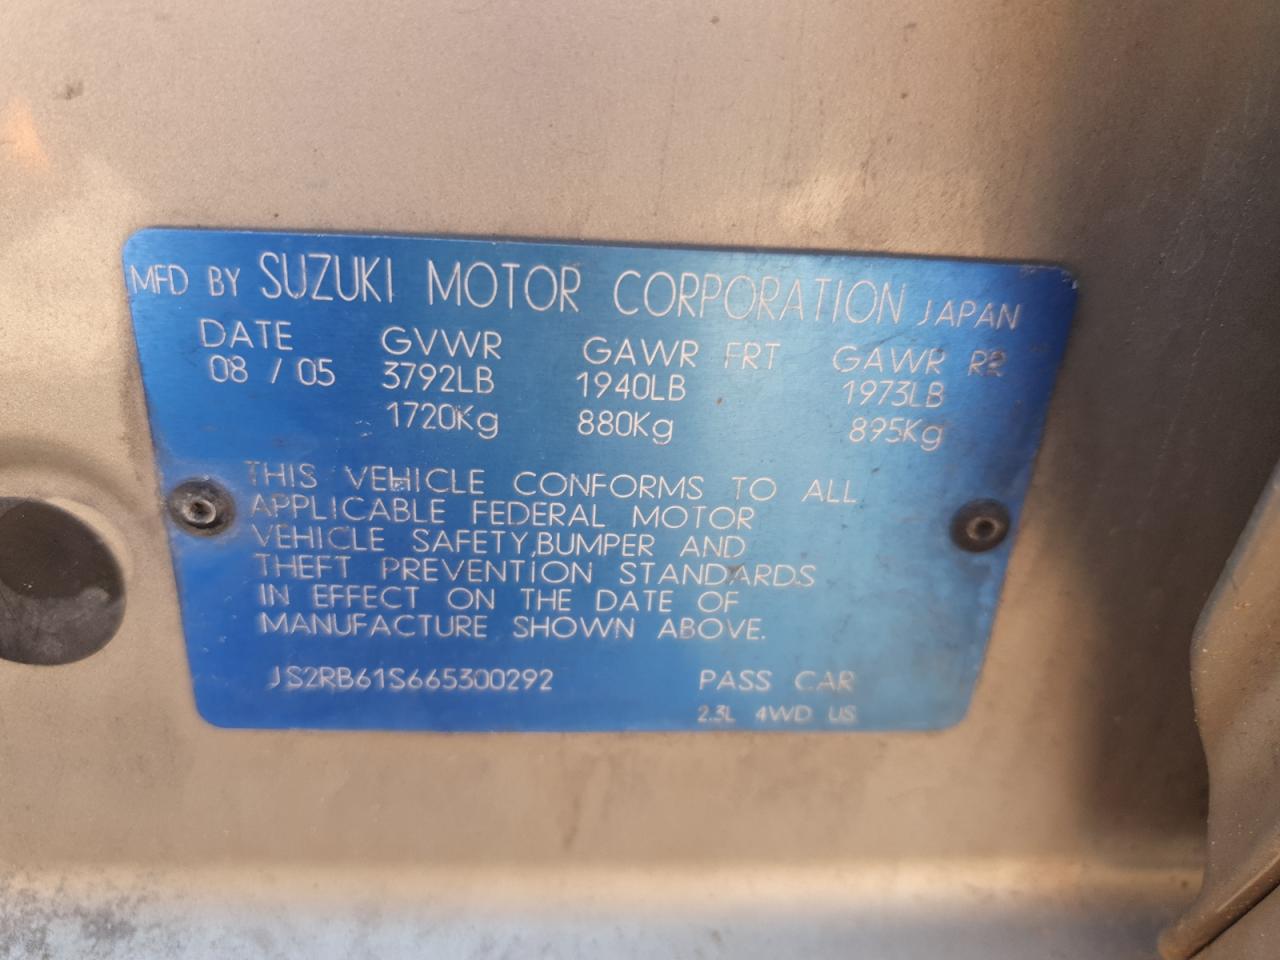 MFD BY SUZUKI MOTOR CORPORATION JAPAN
DATE GVWR GAWR FRT GAWR RR
08 / 05 3792LB 1940LB 1973LB
1720Kg 880Kg 895Kg
THIS VEHICLE CONFORMS TO ALL
APPLICABLE FEDERAL MOTOR
VEHICLE SAFETY,BUMPER AND
THEFT PREVENTION STANDARDS
IN EFFECT ON THE DATE OF
MANUFACTURE SHOWN ABOVE.
JS2RB61S665300292 PASS CAR
2.3L 4WD US